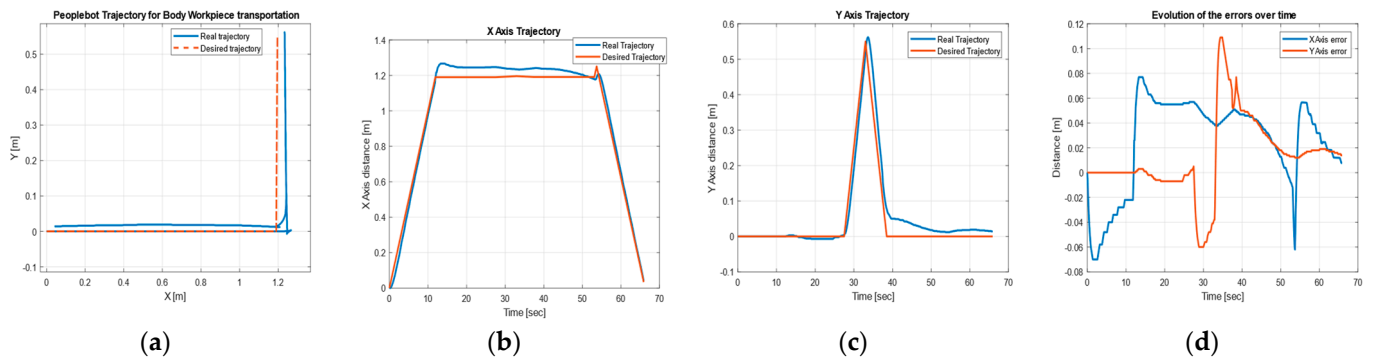 Peoplebot Trajectory for Body Workpiece transportation
Real trajectory
Desired trajectory
0.5
0.4
0.3
0.2
0.1
0
-0.1
Y [m]
0
0.2
0.4
0.6
0.8
1
1.2
X [m]
(a)
X Axis Trajectory
Real Trajectory
Desired Trajectory
1.4
1.2
1
0.8
0.6
0.4
0.2
0
X Axis distance [m]
0
10
20
30
40
50
60
70
Time [sec]
(b)
Y Axis Trajectory
Real Trajectory
Desired Trajectory
0.6
0.5
0.4
0.3
0.2
0.1
0
-0.1
Y Axis distance [m]
0
10
20
30
40
50
60
70
Time [sec]
(c)
Evolution of the errors over time
X Axis error
Y Axis error
0.12
0.1
0.08
0.06
0.04
0.02
0
-0.02
-0.04
-0.06
-0.08
Distance [m]
0
10
20
30
40
50
60
70
Time [sec]
(d)